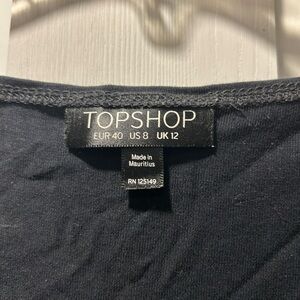 TOPSHOP
EUR 40 US 8 UK 12
Made in
Mauritius
RN 125149